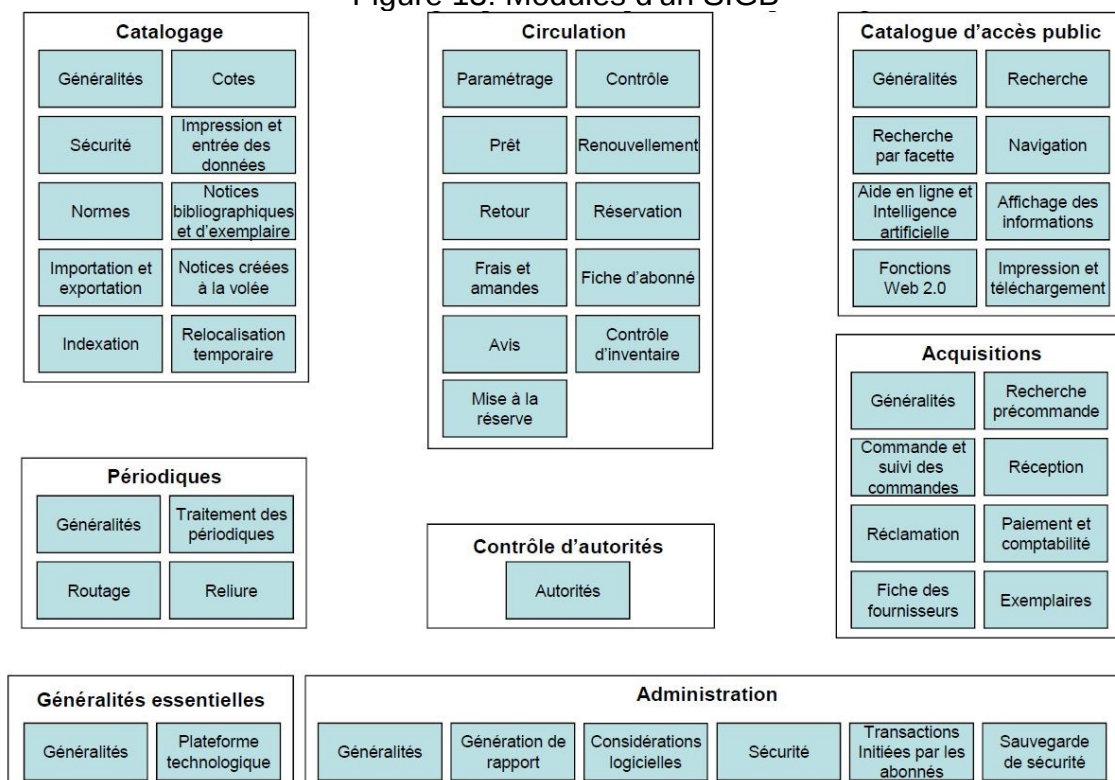 Figure 13. Modules d'un SIGB
Catalogage
Généralités
Cotes
Sécurité
Impression et
entrée des
données
Normes
Notices
bibliographiques
et d'exemplaire
Importation et
exportation
Notices créées
à la volée
Indexation
Relocalisation
temporaire
Circulation
Paramétrage
Contrôle
Prêt
Renouvellement
Retour
Réservation
Frais et
amandes
Fiche d'abonné
Avis
Contrôle
d'inventaire
Mise à la
réserve
Catalogue d'accès public
Généralités
Recherche
Recherche
par facette
Navigation
Aide en ligne et
Intelligence
artificielle
Affichage des
informations
Fonctions
Web 2.0
Impression et
téléchargement
Acquisitions
Généralités
Recherche
précommande
Commande et
suivi des
commandes
Réception
Réclamation
Paiement et
comptabilité
Fiche des
fournisseurs
Exemplaires
Périodiques
Généralités
Traitement des
périodiques
Routage
Reliure
Contrôle d'autorités
Autorités
Généralités essentielles
Généralités
Plateforme
technologique
Administration
Généralités
Génération de
rapport
Considérations
logicielles
Sécurité
Transactions
Initiées par les
abonnés
Sauvegarde
de sécurité